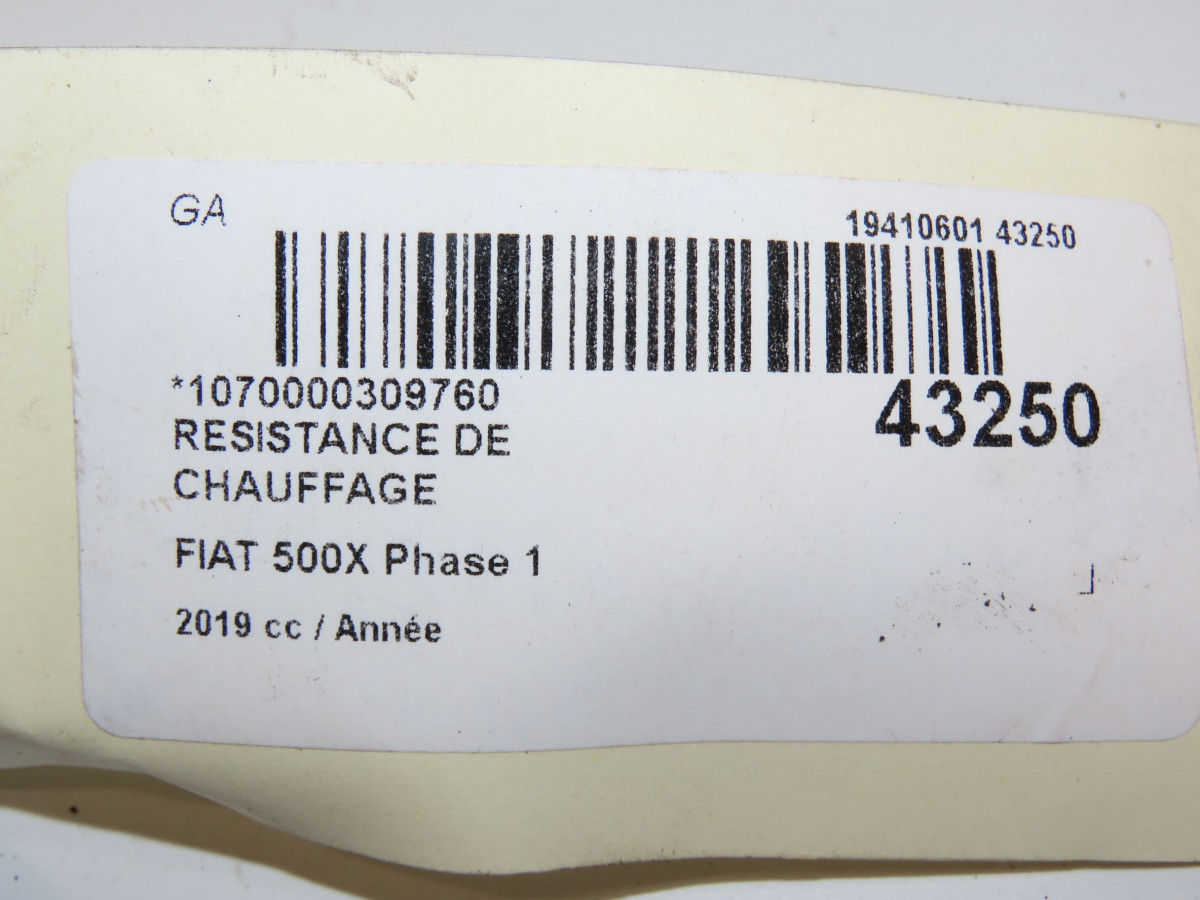 GA
19410601 43250
*1070000309760
43250
RESISTANCE DE
CHAUFFAGE
FIAT 500X Phase 1
2019 cc / Année